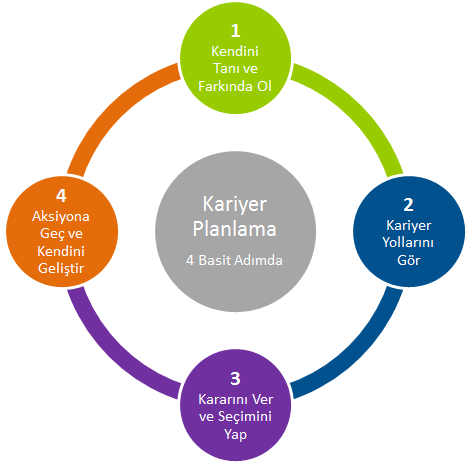 1
Kendini
Tanı ve
Farkında Ol
2
Kariyer
Yollarını
Gör
3
Kararını Ver
ve Seçimini
Yap
4
Aksiyona
Geç ve
Kendini
Geliştir
Kariyer
Planlama
4 Basit Adımda